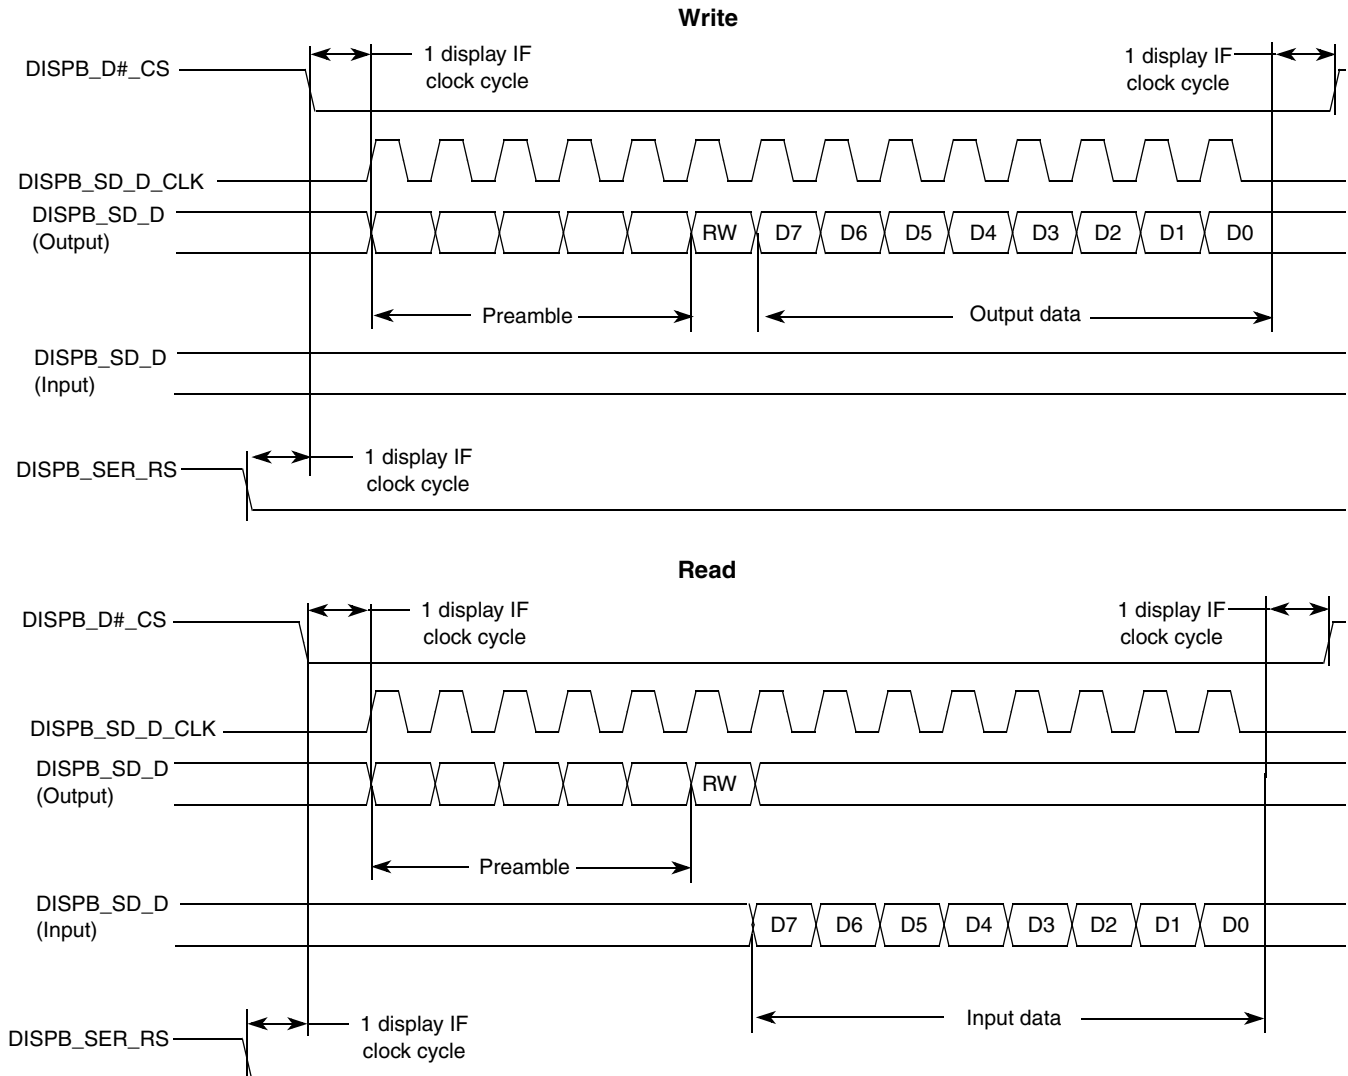 Write
DISPB_D#_CS
1 display IF
clock cycle
1 display IF
clock cycle
DISPB_SD_D_CLK
DISPB_SD_D
(Output)
RW D7 D6 D5 D4 D3 D2 D1 D0
Preamble
Output data
DISPB_SD_D
(Input)
DISPB_SER_RS
1 display IF
clock cycle
Read
DISPB_D#_CS
1 display IF
clock cycle
1 display IF
clock cycle
DISPB_SD_D_CLK
DISPB_SD_D
(Output)
RW
Preamble
DISPB_SD_D
(Input)
D7 D6 D5 D4 D3 D2 D1 D0
Input data
DISPB_SER_RS
1 display IF
clock cycle